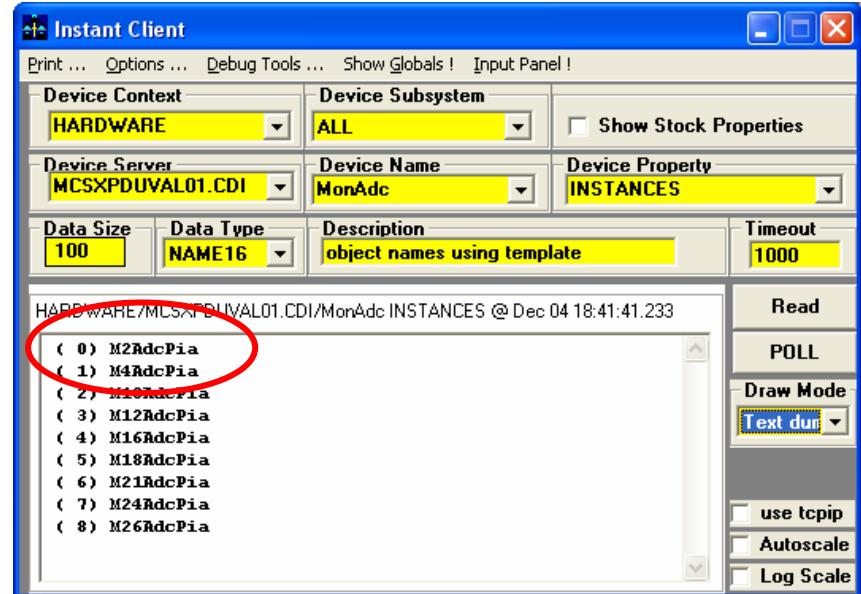 Instant Client
Print ... Options ... Debug Tools ... Show Globals ! Input Panel !
Device Context Device Subsystem
HARDWARE ALL Show Stock Properties
Device Server Device Name Device Property
MCSXPDUVAL01.CDI MonAdc INSTANCES
Data Size Data Type Description Timeout
100 NAME16 object names using template 1000
HARDWARE/MCSXPDUVAL01.CDI/MonAdc INSTANCES @ Dec 04 18:41:41.233
Read
( 0) M2AdcPia
POLL
( 1) M4AdcPia
( 2) M10AdcPia
Draw Mode
( 3) M12AdcPia
Text dum
( 4) M16AdcPia
( 5) M18AdcPia
( 6) M21AdcPia
( 7) M24AdcPia
use tcpip
( 8) M26AdcPia
Autoscale
Log Scale